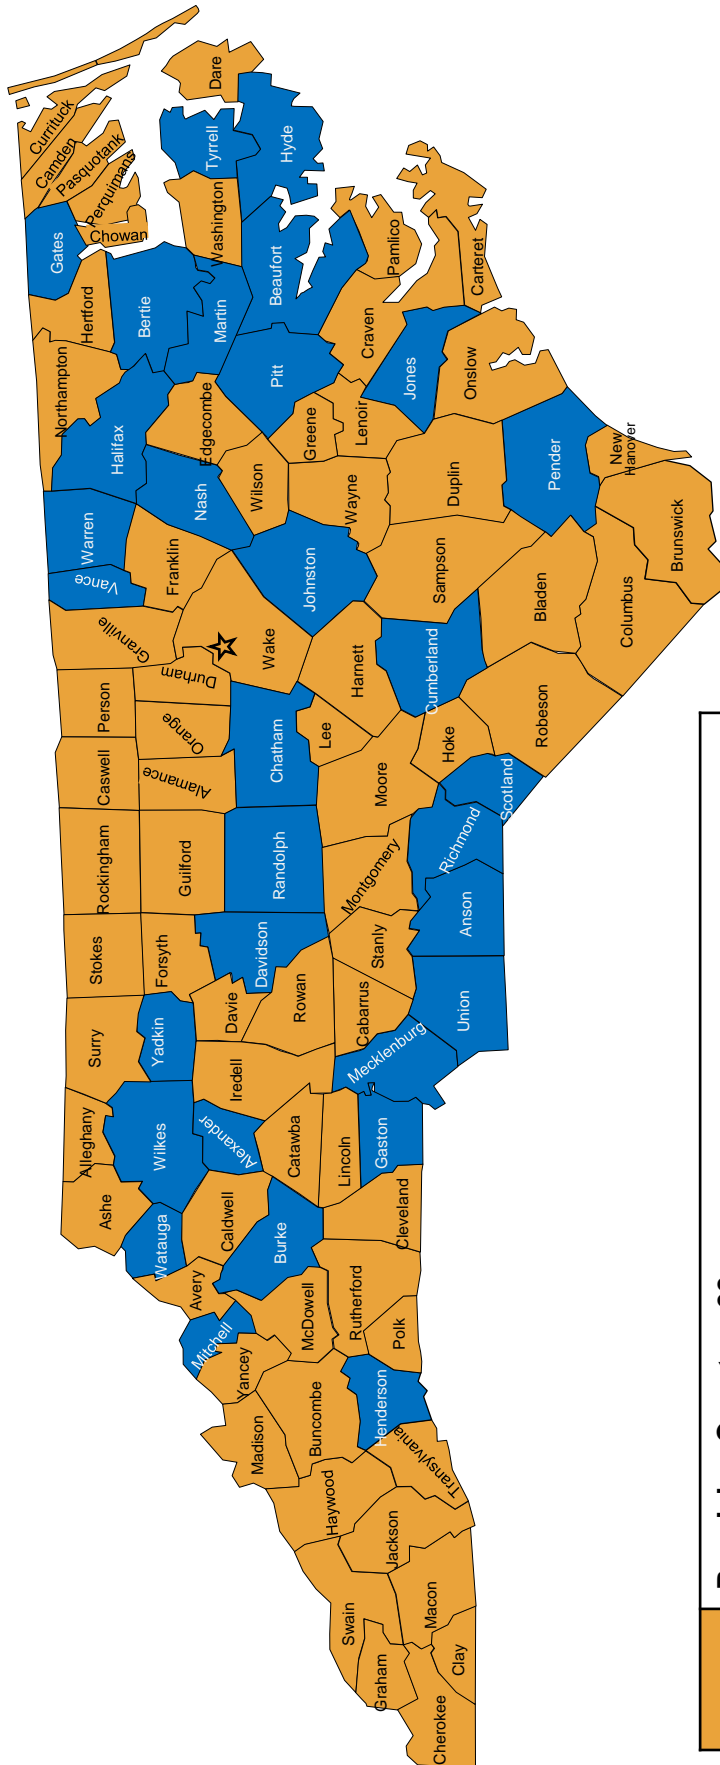 Cherokee
Graham
Clay
Swain
Macon
Jackson
Haywood
Transylvania
Madison
Buncombe
Henderson
Yancey
Mitchell
McDowell
Polk
Rutherford
Avery
Watauga
Burke
Caldwell
Cleveland
Ashe
Alleghany
Wilkes
Alexander
Catawba
Lincoln
Gaston
Surry
Yadkin
Iredell
Mecklenburg
Davie
Rowan
Cabarrus
Union
Stokes
Forsyth
Davidson
Stanly
Anson
Rockingham
Guilford
Randolph
Montgomery
Richmond
Caswell
Alamance
Chatham
Moore
Scotland
Person
Orange
Durham
Lee
Hoke
Robeson
Granville
Wake
Harnett
Cumberland
Vance
Warren
Franklin
Johnston
Sampson
Bladen
Columbus
Halifax
Nash
Wilson
Wayne
Duplin
Pender
New
Hanover
Brunswick
Northampton
Edgecombe
Greene
Lenoir
Jones
Onslow
Hertford
Bertie
Martin
Pitt
Craven
Gates
Chowan
Washington
Beaufort
Pamlico
Carteret
Currituck
Camden
Pasquotank
Perquimans
Tyrrell
Hyde
Dare